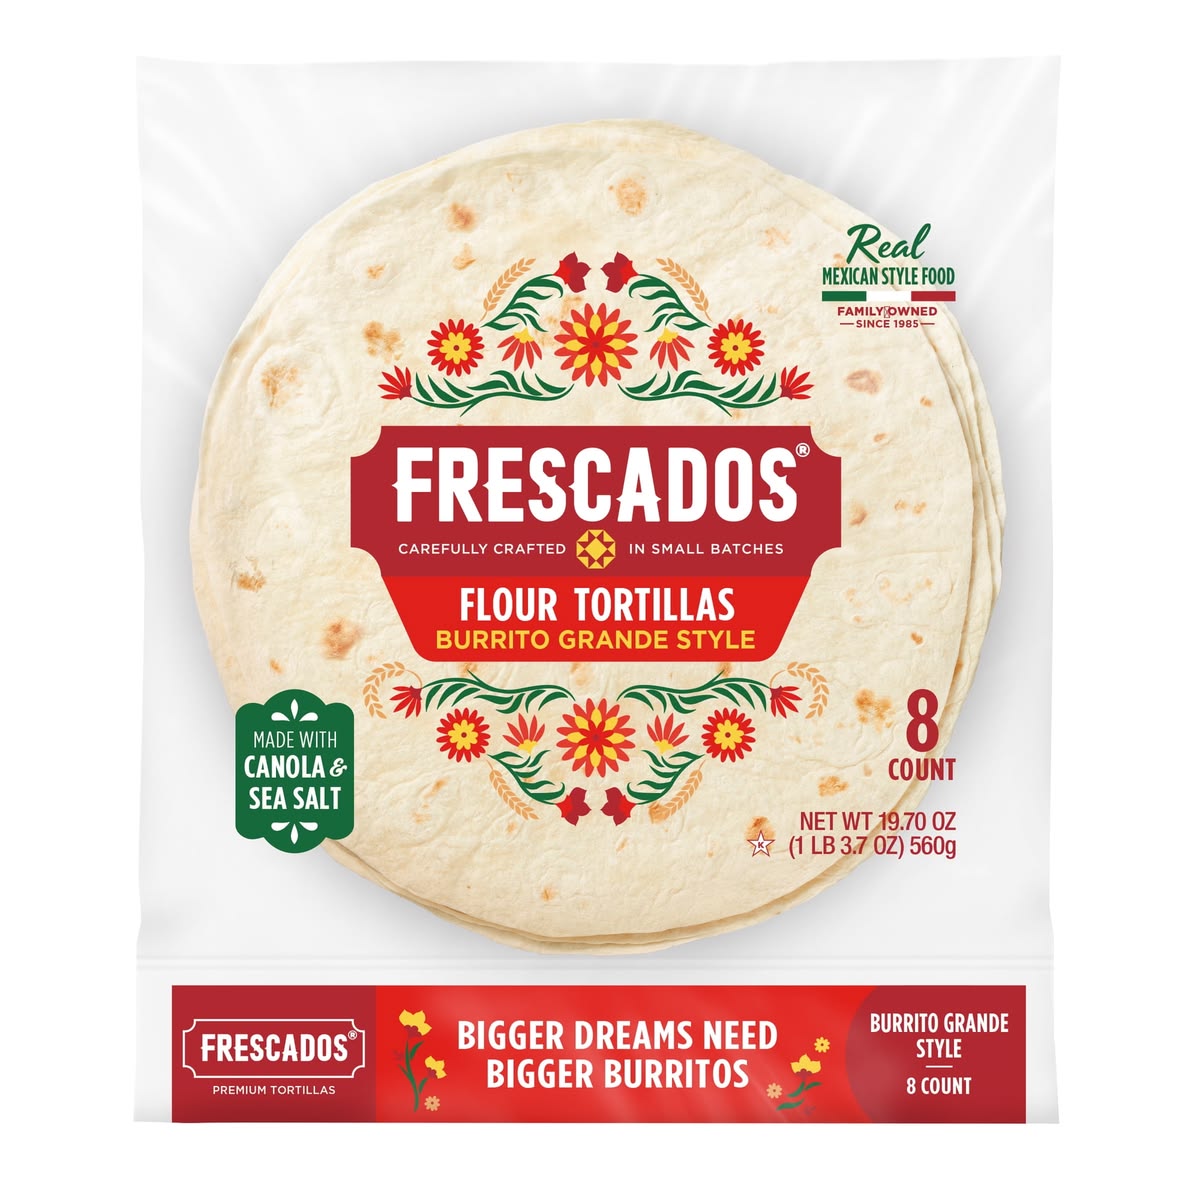 Real
MEXICAN STYLE FOOD
FAMILY OWNED
SINCE 1985
FRESCADOS®
CAREFULLY CRAFTED IN SMALL BATCHES
FLOUR TORTILLAS
BURRITO GRANDE STYLE
MADE WITH
CANOLA &
SEA SALT
8
COUNT
NET WT 19.70 OZ
K (1 LB 3.7 OZ) 560g
FRESCADOS®
PREMIUM TORTILLAS
BIGGER DREAMS NEED
BIGGER BURRITOS
BURRITO GRANDE
STYLE
8 COUNT